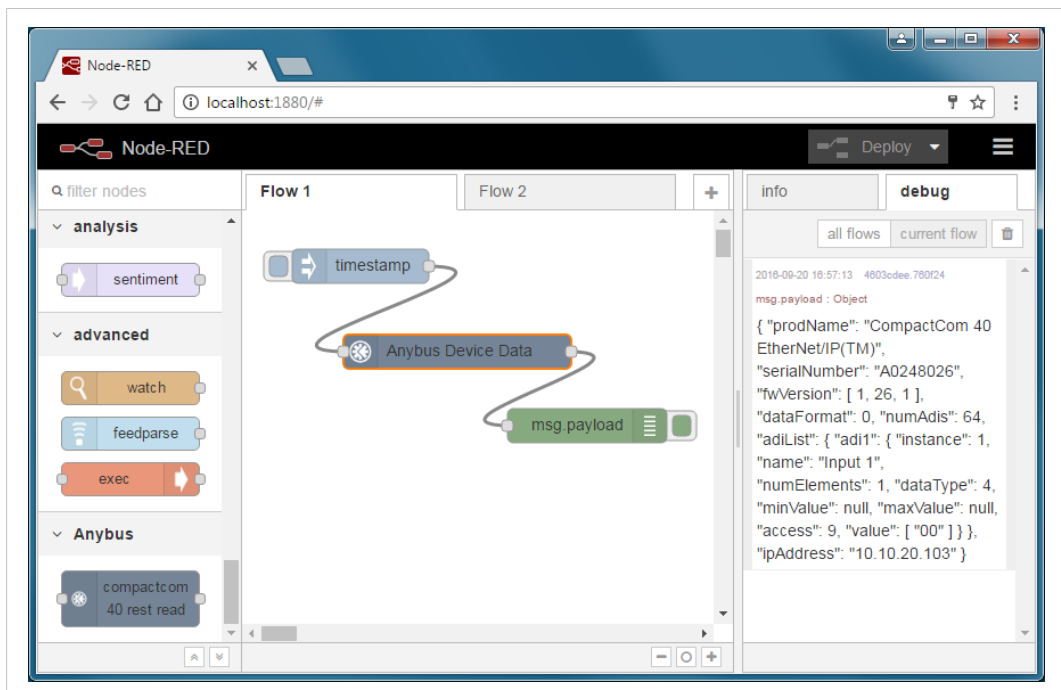 Node-RED
localhost:1880/#
Node-RED
Deploy
filter nodes
analysis
sentiment
advanced
watch
feedparse
exec
Anybus
compactcom
40 rest read
Flow 1
Flow 2
timestamp
Anybus Device Data
msg.payload
info
debug
all flows
current flow
2016-09-20 16:57:13 4603cdee.760f24
msg.payload : Object
{ "prodName": "CompactCom 40
EtherNet/IP(TM)",
"serialNumber": "A0248026",
"fwVersion": [ 1, 26, 1 ],
"dataFormat": 0, "numAdis": 64,
"adiList": { "adi1": { "instance": 1,
"name": "Input 1",
"numElements": 1, "dataType": 4,
"minValue": null, "maxValue": null,
"access": 9, "value": [ "00" ] } },
"ipAddress": "10.10.20.103" }